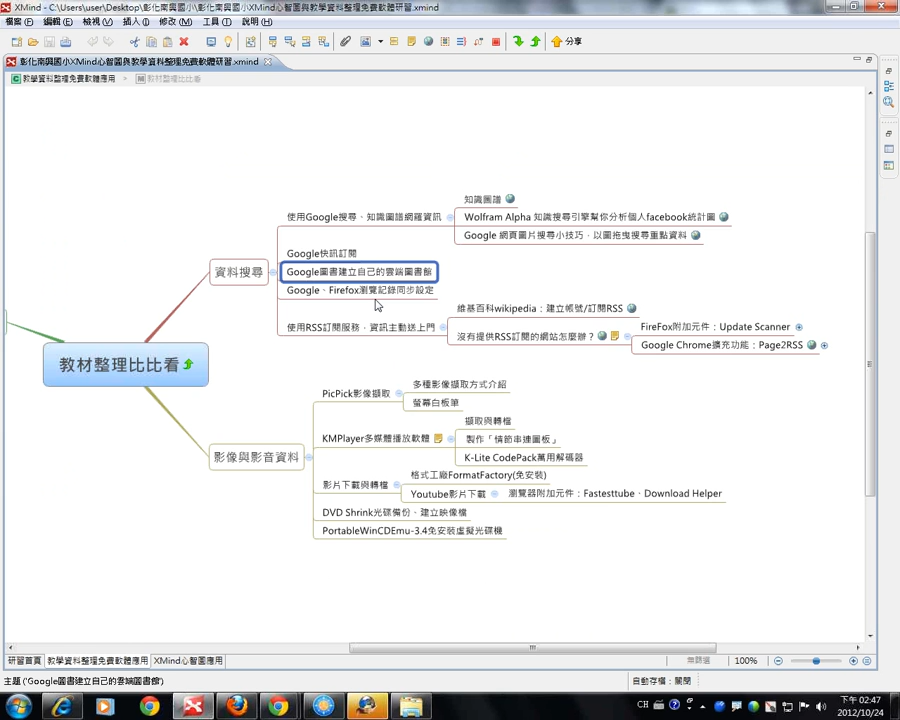 XMind - C:\Users\user\Desktop\彰化南興國小\彰化南興國小XMind心智圖與教學資料整理免費軟體研習.xmind
檔案(F) 編輯(E) 檢視(V) 插入(I) 修改(M) 工具(T) 說明(H)
分享
彰化南興國小XMind心智圖與教學資料整理免費軟體研習.xmind
教學資料整理免費軟體應用 > 教材整理比比看
知識圖譜
使用Google搜尋、知識圖譜網羅資訊
Wolfram Alpha 知識搜尋引擎幫你分析個人facebook統計圖
Google 網頁圖片搜尋小技巧，以圖拖曳搜尋重點資料
Google快訊訂閱
資料搜尋
Google圖書建立自己的雲端圖書館
Google、Firefox瀏覽記錄同步設定
維基百科wikipedia：建立帳號/訂閱RSS
使用RSS訂閱服務，資訊主動送上門
沒有提供RSS訂閱的網站怎麼辦？
FireFox附加元件：Update Scanner
Google Chrome擴充功能：Page2RSS
教材整理比比看
多種影像擷取方式介紹
PicPick影像擷取
螢幕白板筆
擷取與轉檔
KMPlayer多媒體播放軟體
製作「情節串連圖板」
影像與影音資料
K-Lite CodePack萬用解碼器
格式工廠FormatFactory(免安裝)
影片下載與轉檔
Youtube影片下載
瀏覽器附加元件：Fastesttube、Download Helper
DVD Shrink光碟備份、建立映像檔
PortableWinCDEmu-3.4免安裝虛擬光碟機
研習首頁 教學資料整理免費軟體應用 XMind心智圖應用
無篩選 100%
主題 ('Google圖書建立自己的雲端圖書館')
自動存檔：關閉
CH
下午 02:47
2012/10/24